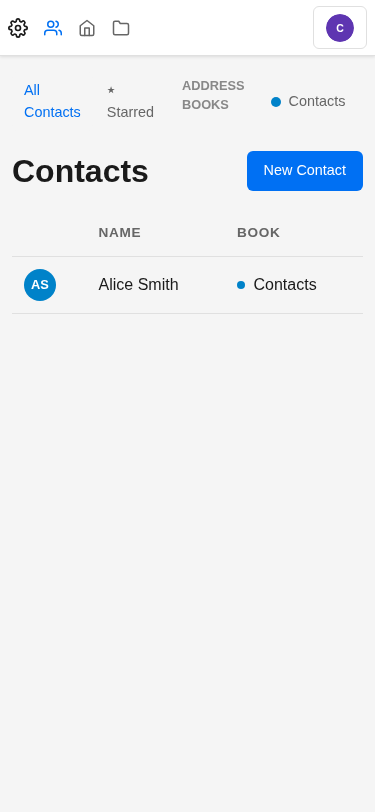 C
All
Contacts
★
Starred
ADDRESS
BOOKS
Contacts
Contacts
New Contact
NAME
BOOK
AS
Alice Smith
Contacts